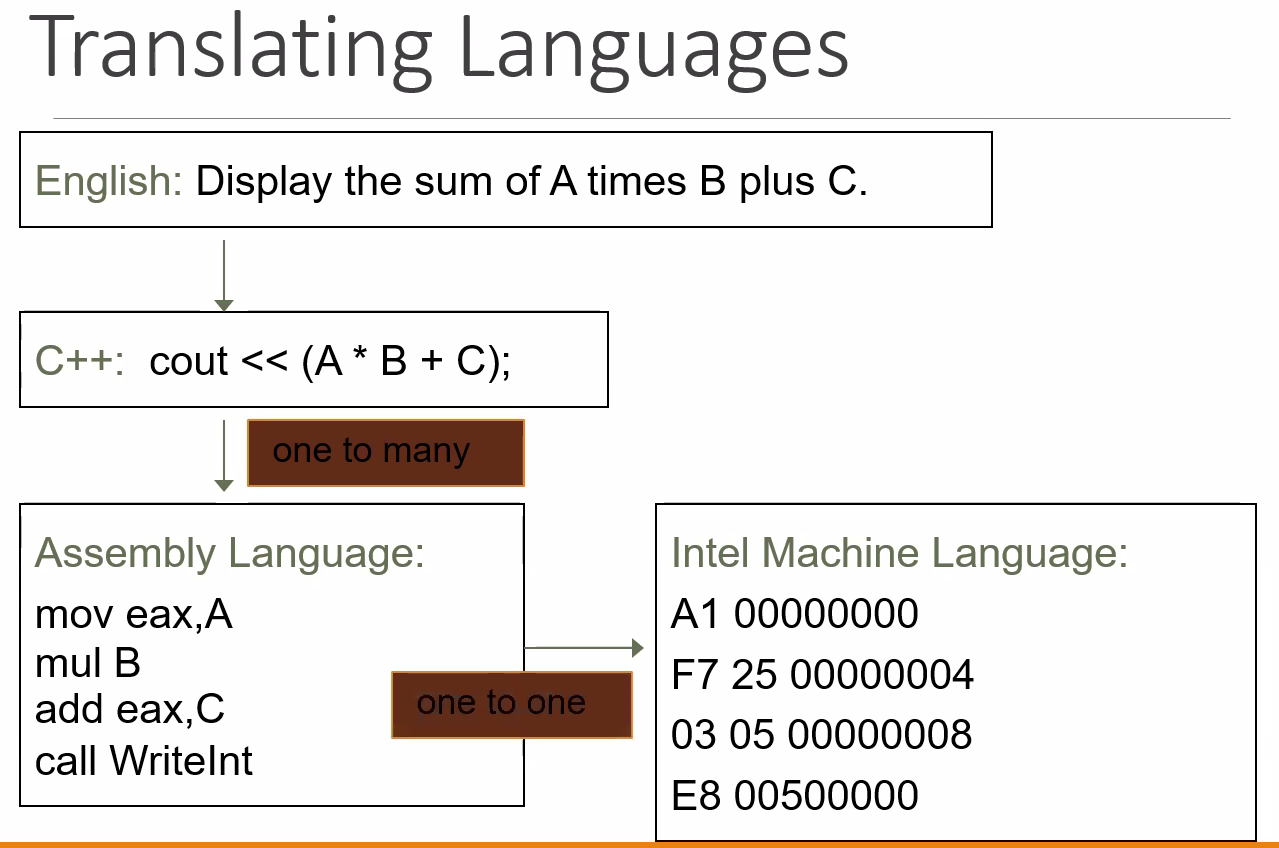 Translating Languages
English: Display the sum of A times B plus C.
C++: cout << (A * B + C);
one to many
Assembly Language:
mov eax,A
mul B
add eax,C
call WriteInt
one to one
Intel Machine Language:
A1 00000000
F7 25 00000004
03 05 00000008
E8 00500000